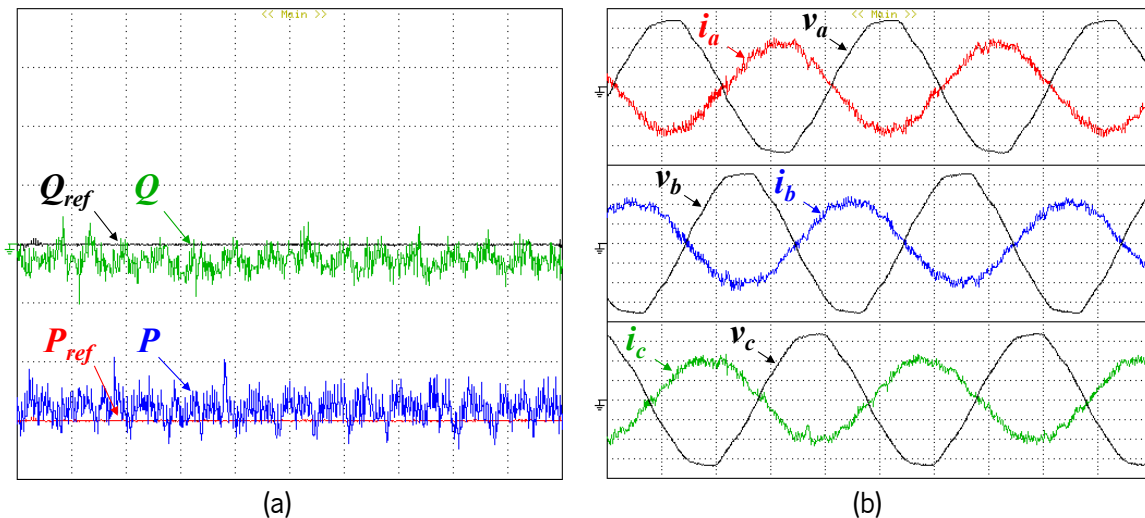 << Main >>
Q_ref Q
P_ref P
(a)
<< Main >>
i_a v_a
v_b i_b
i_c v_c
(b)